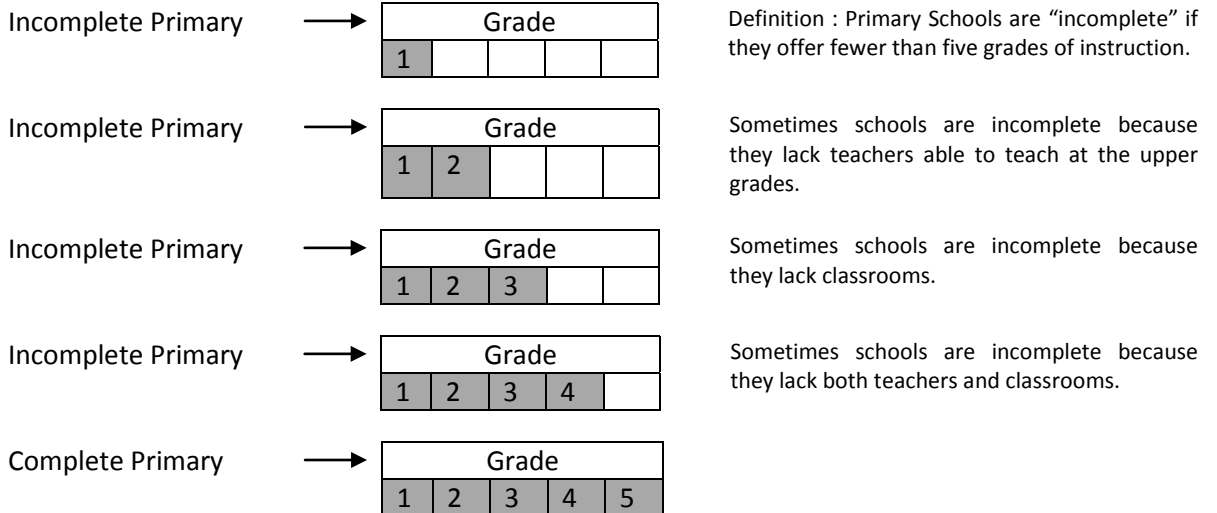 Incomplete Primary
Grade
1
Definition : Primary Schools are “incomplete” if
they offer fewer than five grades of instruction.
Incomplete Primary
Grade
1 2
Sometimes schools are incomplete because
they lack teachers able to teach at the upper
grades.
Incomplete Primary
Grade
1 2 3
Sometimes schools are incomplete because
they lack classrooms.
Incomplete Primary
Grade
1 2 3 4
Sometimes schools are incomplete because
they lack both teachers and classrooms.
Complete Primary
Grade
1 2 3 4 5